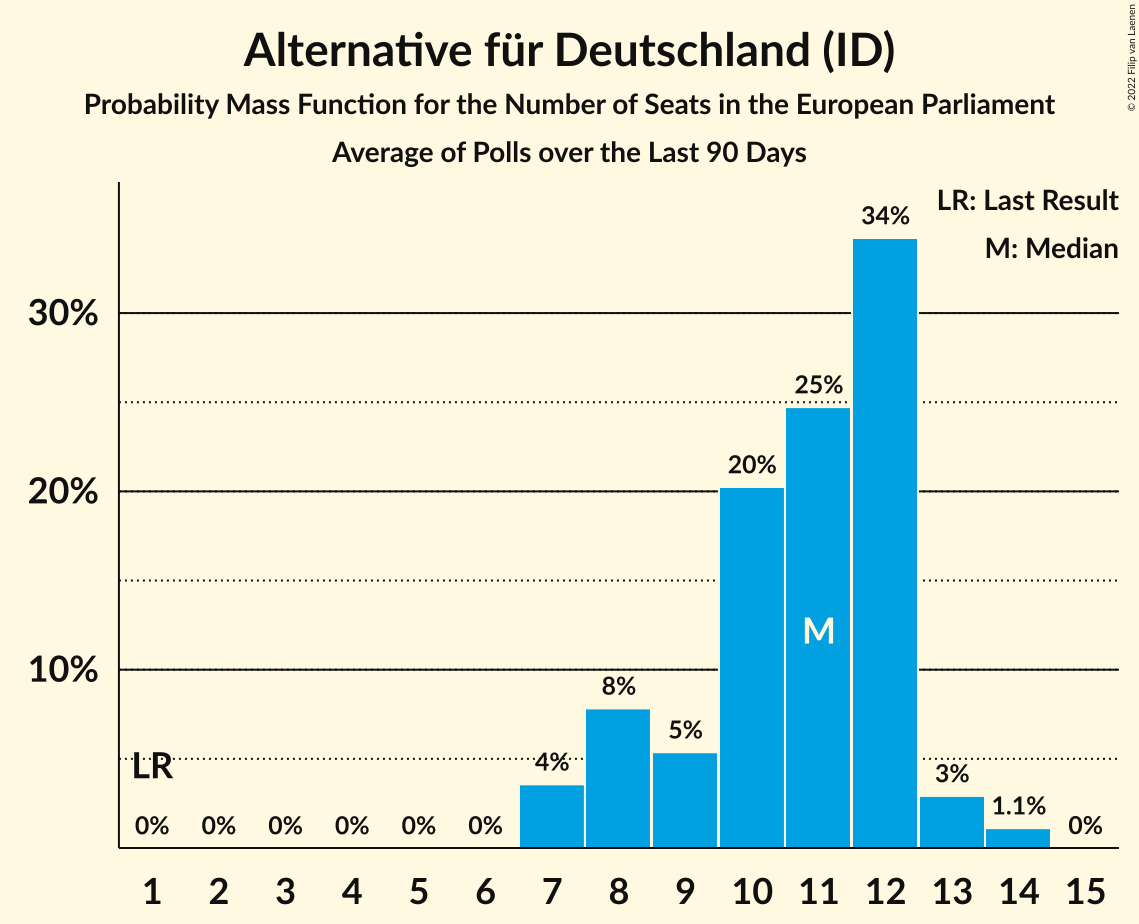 Alternative für Deutschland (ID)
Probability Mass Function for the Number of Seats in the European Parliament
Average of Polls over the Last 90 Days
© 2022 Filip van Laenen
LR: Last Result
M: Median
34%
30%
25%
20%
20%
M
10%
8%
5%
4%
LR
3%
1.1%
0% 0% 0% 0% 0% 0% 0%
1 2 3 4 5 6 7 8 9 10 11 12 13 14 15